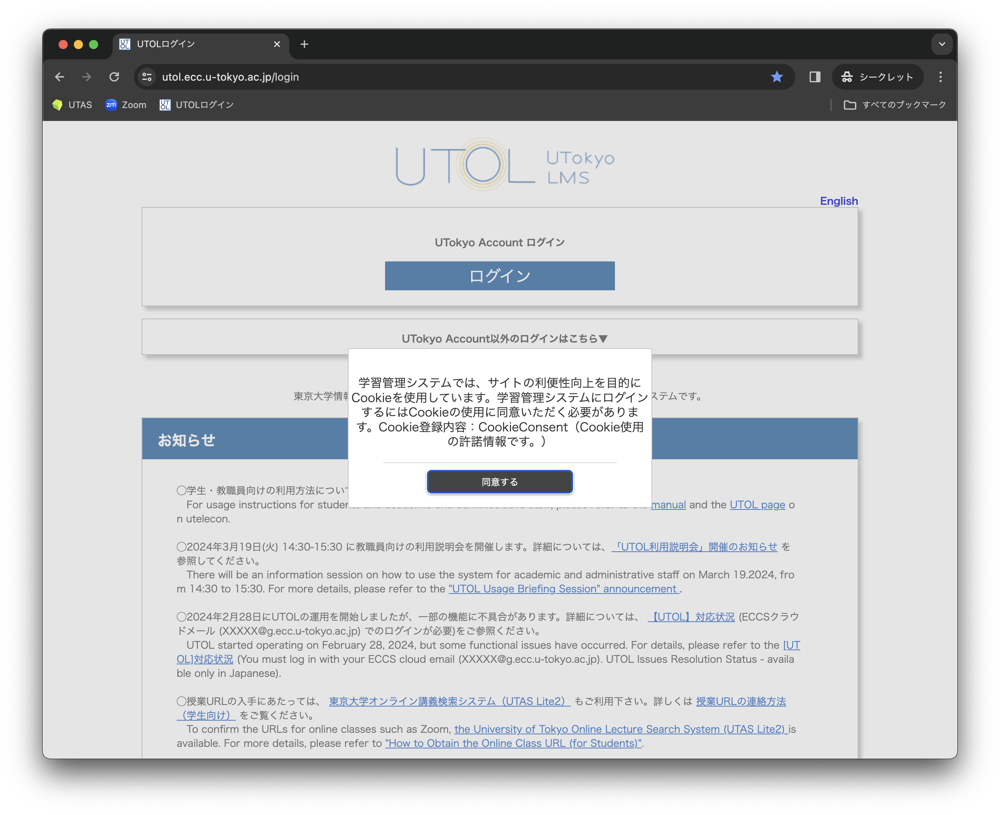 UTOLログイン
utol.ecc.u-tokyo.ac.jp/login
シークレット
UTAS
Zoom
UTOLログイン
すべてのブックマーク
UTOL UTokyo LMS
English
UTokyo Account ログイン
ログイン
UTokyo Account以外のログインはこちら▼
学習管理システムでは、サイトの利便性向上を目的に
Cookieを使用しています。学習管理システムにログイン
するにはCookieの使用に同意いただく必要がありま
す。Cookie登録内容：CookieConsent（Cookie使用
の許諾情報です。）
同意する
東京大学情
ステムです。
お知らせ
◯学生・教職員向けの利用方法につい
For usage instructions for studen
manual and the UTOL page o
n utelecon.
◯2024年3月19日(火) 14:30-15:30 に教職員向けの利用説明会を開催します。詳細については、「UTOL利用説明会」開催のお知らせ を
参照してください。
There will be an information session on how to use the system for academic and administrative staff on March 19.2024, fro
m 14:30 to 15:30. For more details, please refer to the "UTOL Usage Briefing Session" announcement .
◯2024年2月28日にUTOLの運用を開始しましたが、一部の機能に不具合があります。詳細については、 【UTOL】対応状況 (ECCSクラウ
ドメール (XXXXX@g.ecc.u-tokyo.ac.jp) でのログインが必要)をご参照ください。
UTOL started operating on February 28, 2024, but some functional issues have occurred. For details, please refer to the [UT
OL]対応状況 (You must log in with your ECCS cloud email (XXXXX@g.ecc.u-tokyo.ac.jp). UTOL Issues Resolution Status - availa
ble only in Japanese).
◯授業URLの入手にあたっては、 東京大学オンライン講義検索システム（UTAS Lite2） もご利用下さい。詳しくは 授業URLの連絡方法
（学生向け） をご覧ください。
To confirm the URLs for online classes such as Zoom, the University of Tokyo Online Lecture Search System (UTAS Lite2) is
available. For more details, please refer to "How to Obtain the Online Class URL (for Students)".